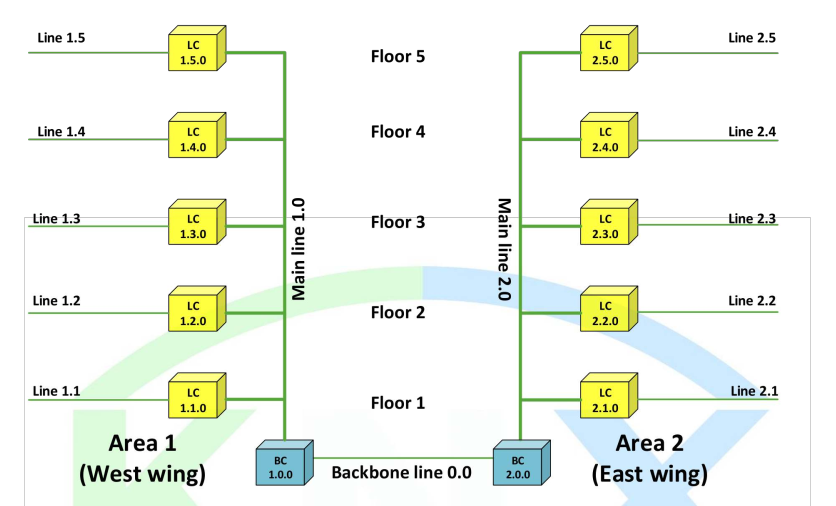 Line 1.5
LC
1.5.0
Floor 5
LC
2.5.0
Line 2.5
Line 1.4
LC
1.4.0
Floor 4
LC
2.4.0
Line 2.4
Line 1.3
LC
1.3.0
Main line 1.0
Floor 3
Main line 2.0
LC
2.3.0
Line 2.3
Line 1.2
LC
1.2.0
Floor 2
LC
2.2.0
Line 2.2
Line 1.1
LC
1.1.0
Floor 1
LC
2.1.0
Line 2.1
Area 1
(West wing)
BC
1.0.0
Backbone line 0.0
BC
2.0.0
Area 2
(East wing)